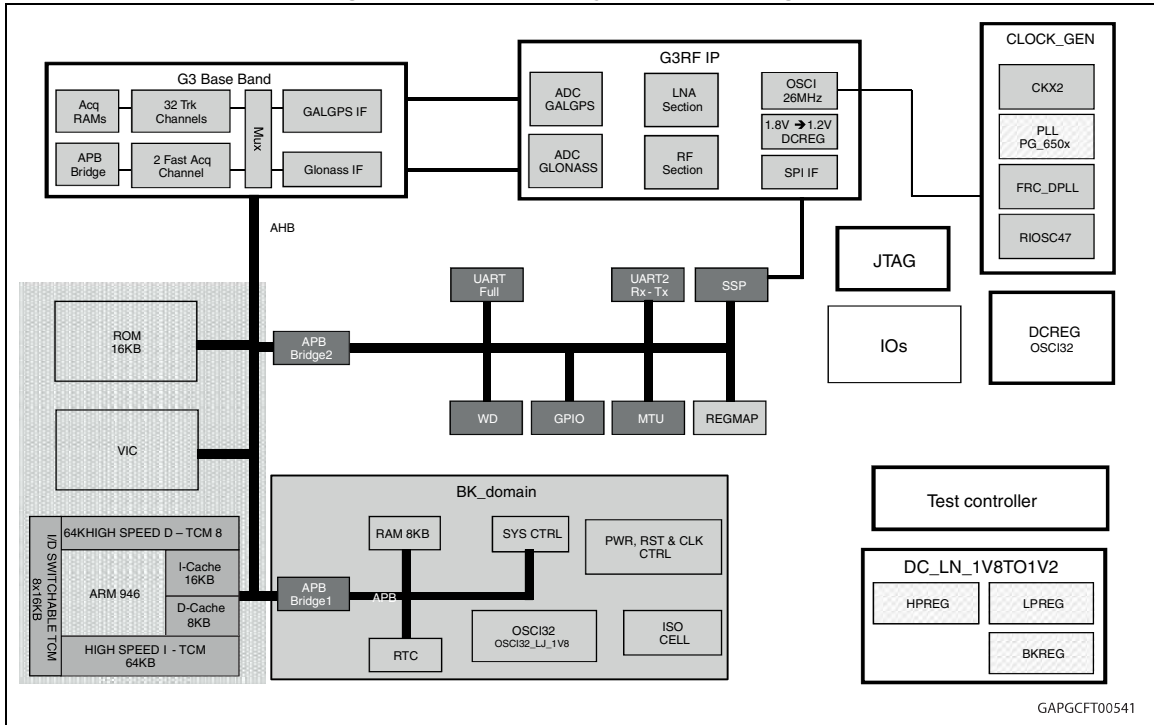 G3 Base Band
Acq
RAMs
32 Trk
Channels
Mux
GALGPS IF
APB
Bridge
2 Fast Acq
Channel
Glonass IF
G3RF IP
ADC
GALGPS
LNA
Section
OSCI
26MHz
1.8V ➔1.2V
DCREG
ADC
GLONASS
RF
Section
SPI IF
CLOCK_GEN
CKX2
PLL
PG_650x
FRC_DPLL
RIOSC47
AHB
JTAG
UART
Full
UART2
Rx - Tx
SSP
ROM
16KB
APB
Bridge2
IOs
DCREG
OSCI32
WD
GPIO
MTU
REGMAP
VIC
BK_domain
Test controller
64KHIGH SPEED D – TCM 8
I/D SWITCHABLE TCM
8x16KB
ARM 946
I-Cache
16KB
D-Cache
8KB
HIGH SPEED I - TCM
64KB
RAM 8KB
SYS CTRL
PWR, RST & CLK
CTRL
APB
Bridge1
APB
RTC
OSCI32
OSCI32_LJ_1V8
ISO
CELL
DC_LN_1V8TO1V2
HPREG
LPREG
BKREG
GAPGCFT00541